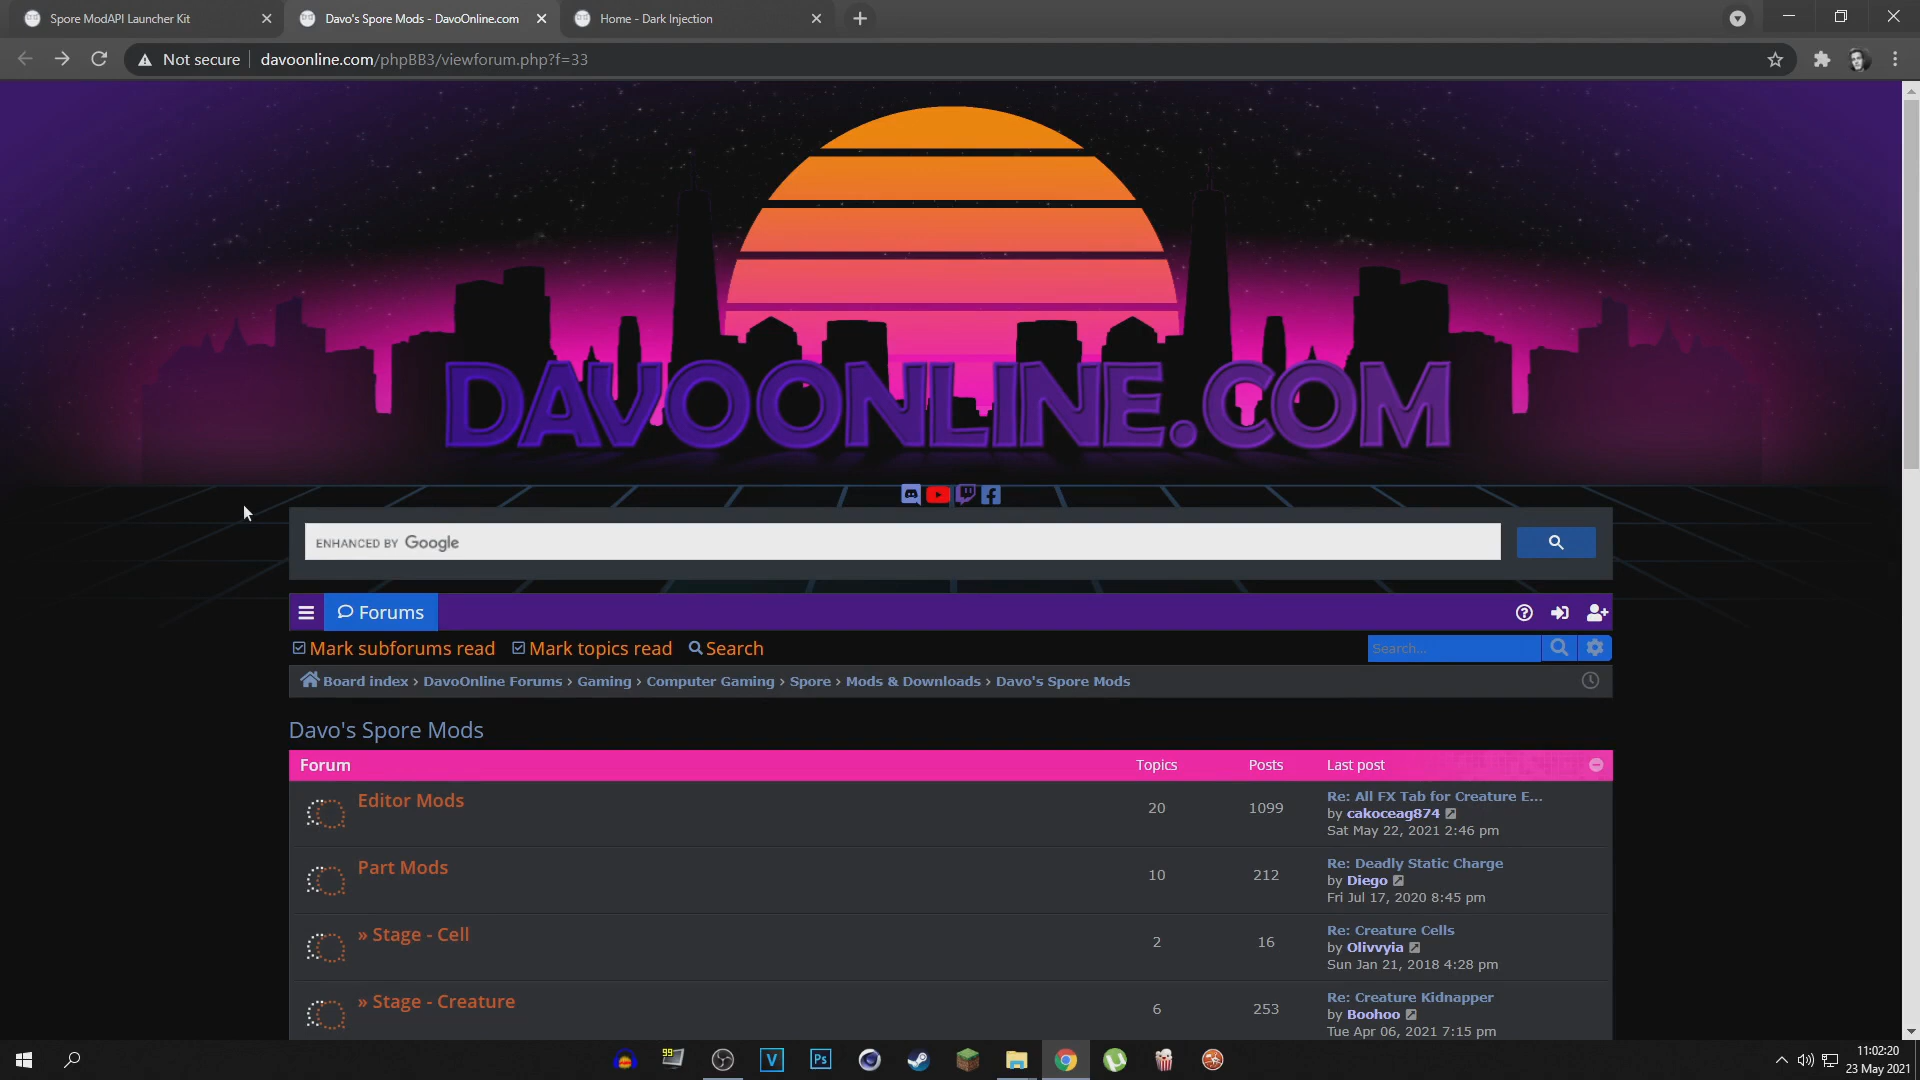 Spore ModAPI Launcher Kit
Davo's Spore Mods - DavoOnline.com
Home - Dark Injection
Not secure
davoonline.com/phpBB3/viewforum.php?f=33
DAVOONLINE.COM
ENHANCED BY Google
Forums
Mark subforums read
Mark topics read
Search
Search...
Board index › DavoOnline Forums › Gaming › Computer Gaming › Spore › Mods & Downloads › Davo's Spore Mods
Davo's Spore Mods
Forum Topics Posts Last post
Editor Mods
20
1099
Re: All FX Tab for Creature E...
by cakoceag874
Sat May 22, 2021 2:46 pm
Part Mods
10
212
Re: Deadly Static Charge
by Diego
Fri Jul 17, 2020 8:45 pm
» Stage - Cell
2
16
Re: Creature Cells
by Olivvyia
Sun Jan 21, 2018 4:28 pm
» Stage - Creature
6
253
Re: Creature Kidnapper
by Boohoo
Tue Apr 06, 2021 7:15 pm
99
V
Ps
11:02:20
23 May 2021